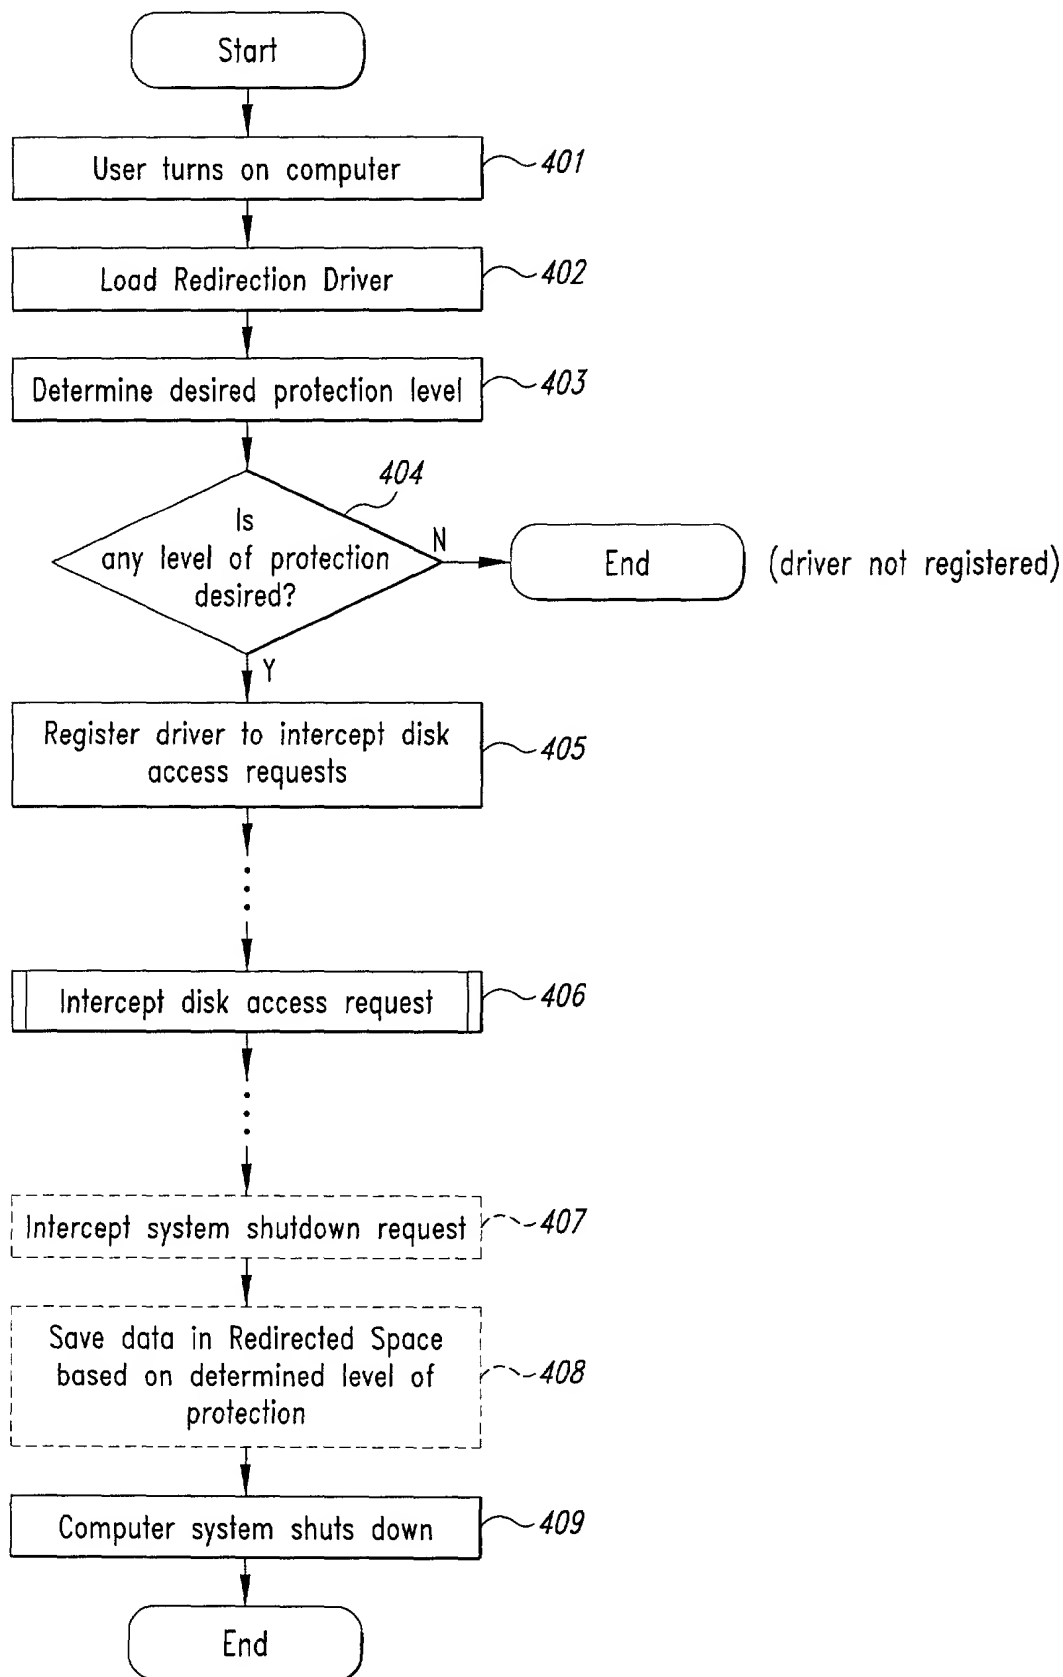 Start
User turns on computer
401
Load Redirection Driver
402
Determine desired protection level
403
404
Is
any level of protection
desired?
N
End
(driver not registered)
Y
Register driver to intercept disk
access requests
405
Intercept disk access request
406
Intercept system shutdown request
407
Save data in Redirected Space
based on determined level of
protection
408
Computer system shuts down
409
End